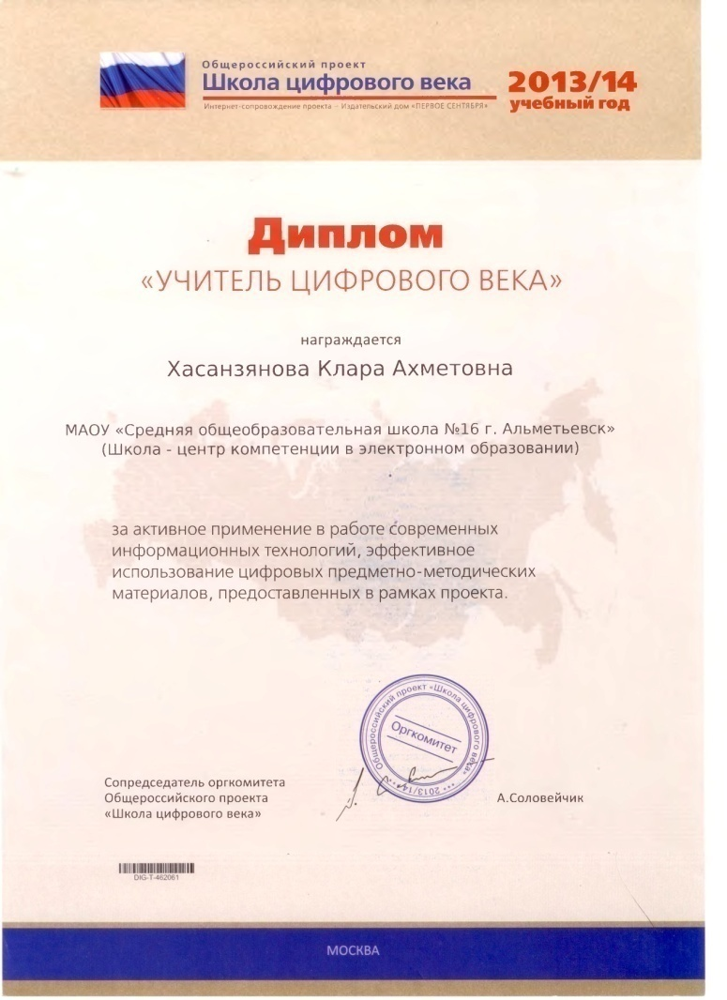 Общероссийский проект
Школа цифрового века
Интернет-сопровождение проекта – Издательский дом «ПЕРВОЕ СЕНТЯБРЯ»
2013/14
учебный год
Диплом
«УЧИТЕЛЬ ЦИФРОВОГО ВЕКА»
награждается
Хасанзянова Клара Ахметовна
МАОУ «Средняя общеобразовательная школа №16 г. Альметьевск»
(Школа - центр компетенции в электронном образовании)
за активное применение в работе современных
информационных технологий, эффективное
использование цифровых предметно-методических
материалов, предоставленных в рамках проекта.
Общероссийский проект «Школа цифрового века»
*** 2013/14 ***
Оргкомитет
Сопредседатель оргкомитета
Общероссийского проекта
«Школа цифрового века»
А.Соловейчик
DIG-T-462061
МОСКВА